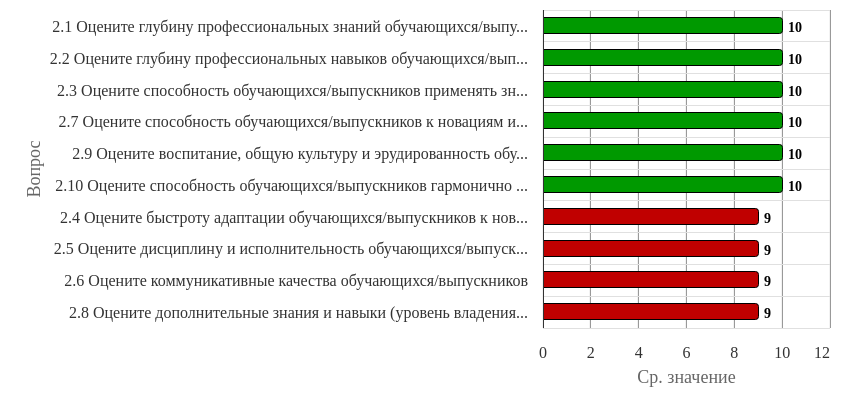 2.1 Оцените глубину профессиональных знаний обучающихся/выпу... 10
2.2 Оцените глубину профессиональных навыков обучающихся/вып... 10
2.3 Оцените способность обучающихся/выпускников применять зн... 10
2.7 Оцените способность обучающихся/выпускников к новациям и... 10
2.9 Оцените воспитание, общую культуру и эрудированность обу... 10
2.10 Оцените способность обучающихся/выпускников гармонично ... 10
2.4 Оцените быстроту адаптации обучающихся/выпускников к нов... 9
2.5 Оцените дисциплину и исполнительность обучающихся/выпуск... 9
2.6 Оцените коммуникативные качества обучающихся/выпускников 9
2.8 Оцените дополнительные знания и навыки (уровень владения... 9
Вопрос
0 2 4 6 8 10 12
Ср. значение